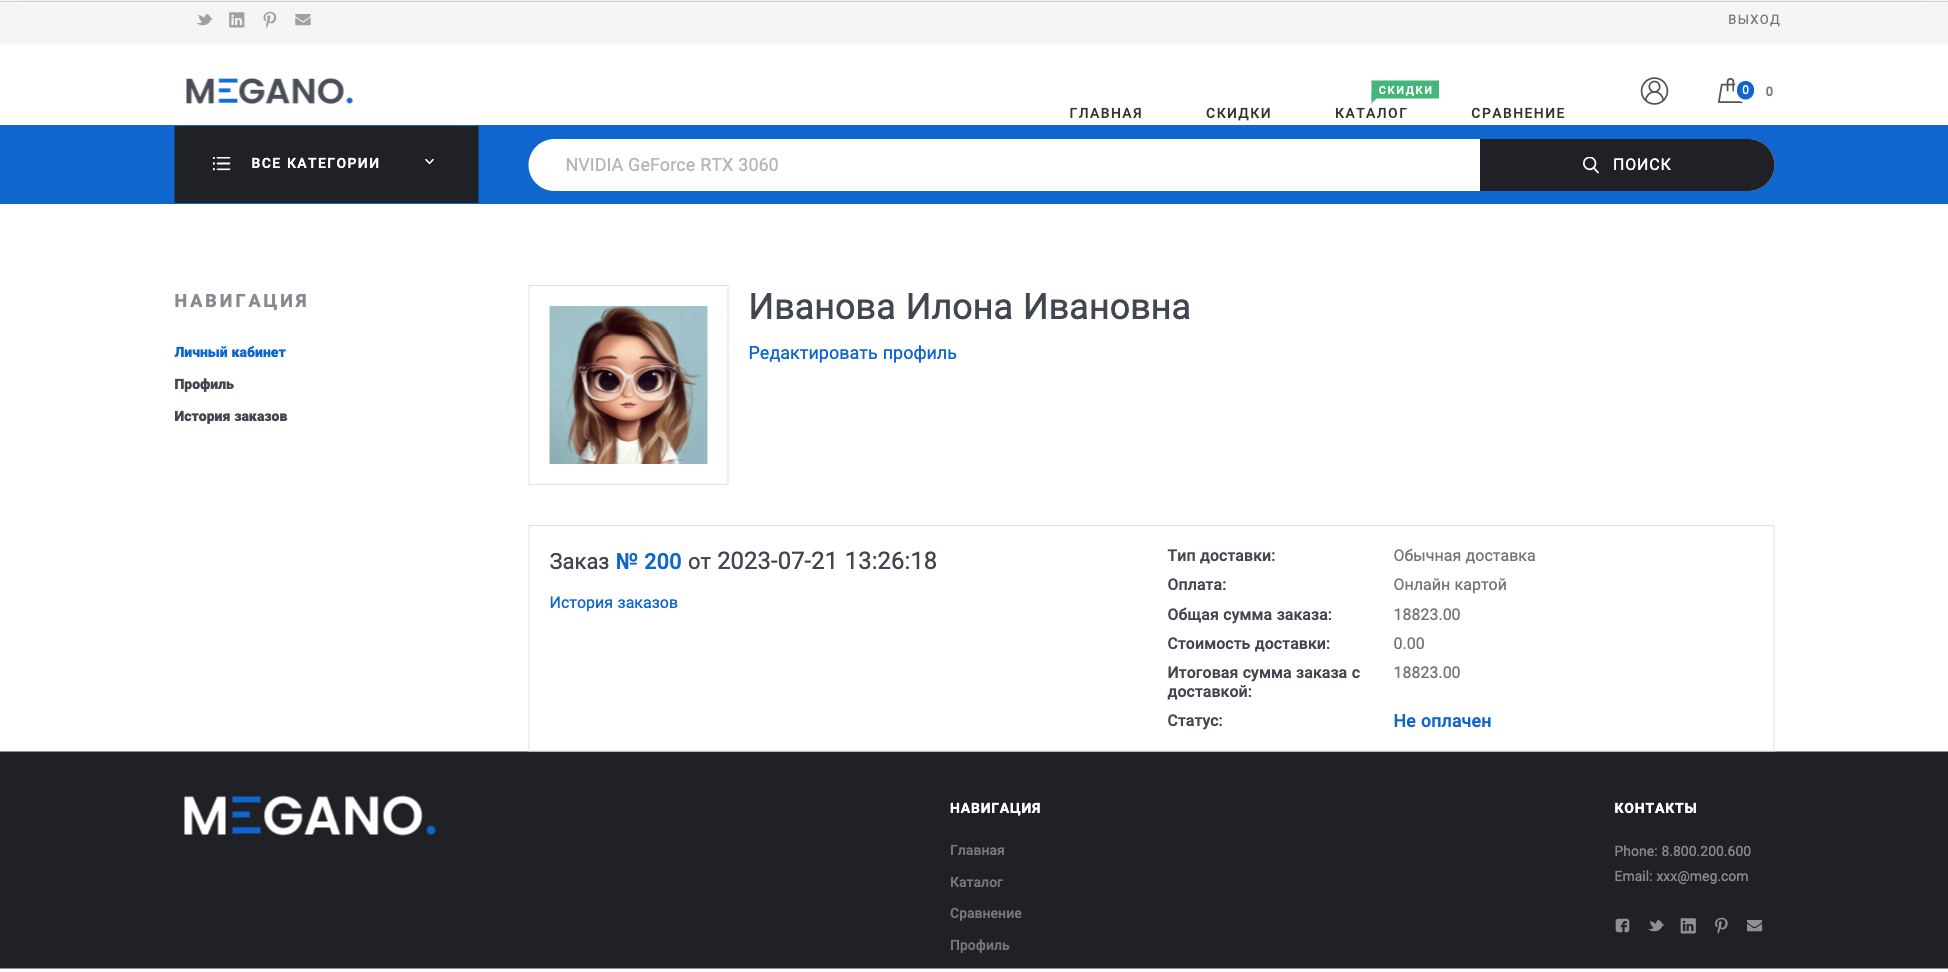 ВЫХОД
MEGANO.
СКИДКИ
ГЛАВНАЯ
СКИДКИ
КАТАЛОГ
СРАВНЕНИЕ
0
0
ВСЕ КАТЕГОРИИ
NVIDIA GeForce RTX 3060
ПОИСК
НАВИГАЦИЯ
Личный кабинет
Профиль
История заказов
Иванова Илона Ивановна
Редактировать профиль
Заказ № 200 от 2023-07-21 13:26:18
История заказов
Тип доставки: Обычная доставка
Оплата: Онлайн картой
Общая сумма заказа: 18823.00
Стоимость доставки: 0.00
Итоговая сумма заказа с 18823.00
доставкой:
Статус: Не оплачен
MEGANO.
НАВИГАЦИЯ
Главная
Каталог
Сравнение
Профиль
КОНТАКТЫ
Phone: 8.800.200.600
Email: xxx@meg.com